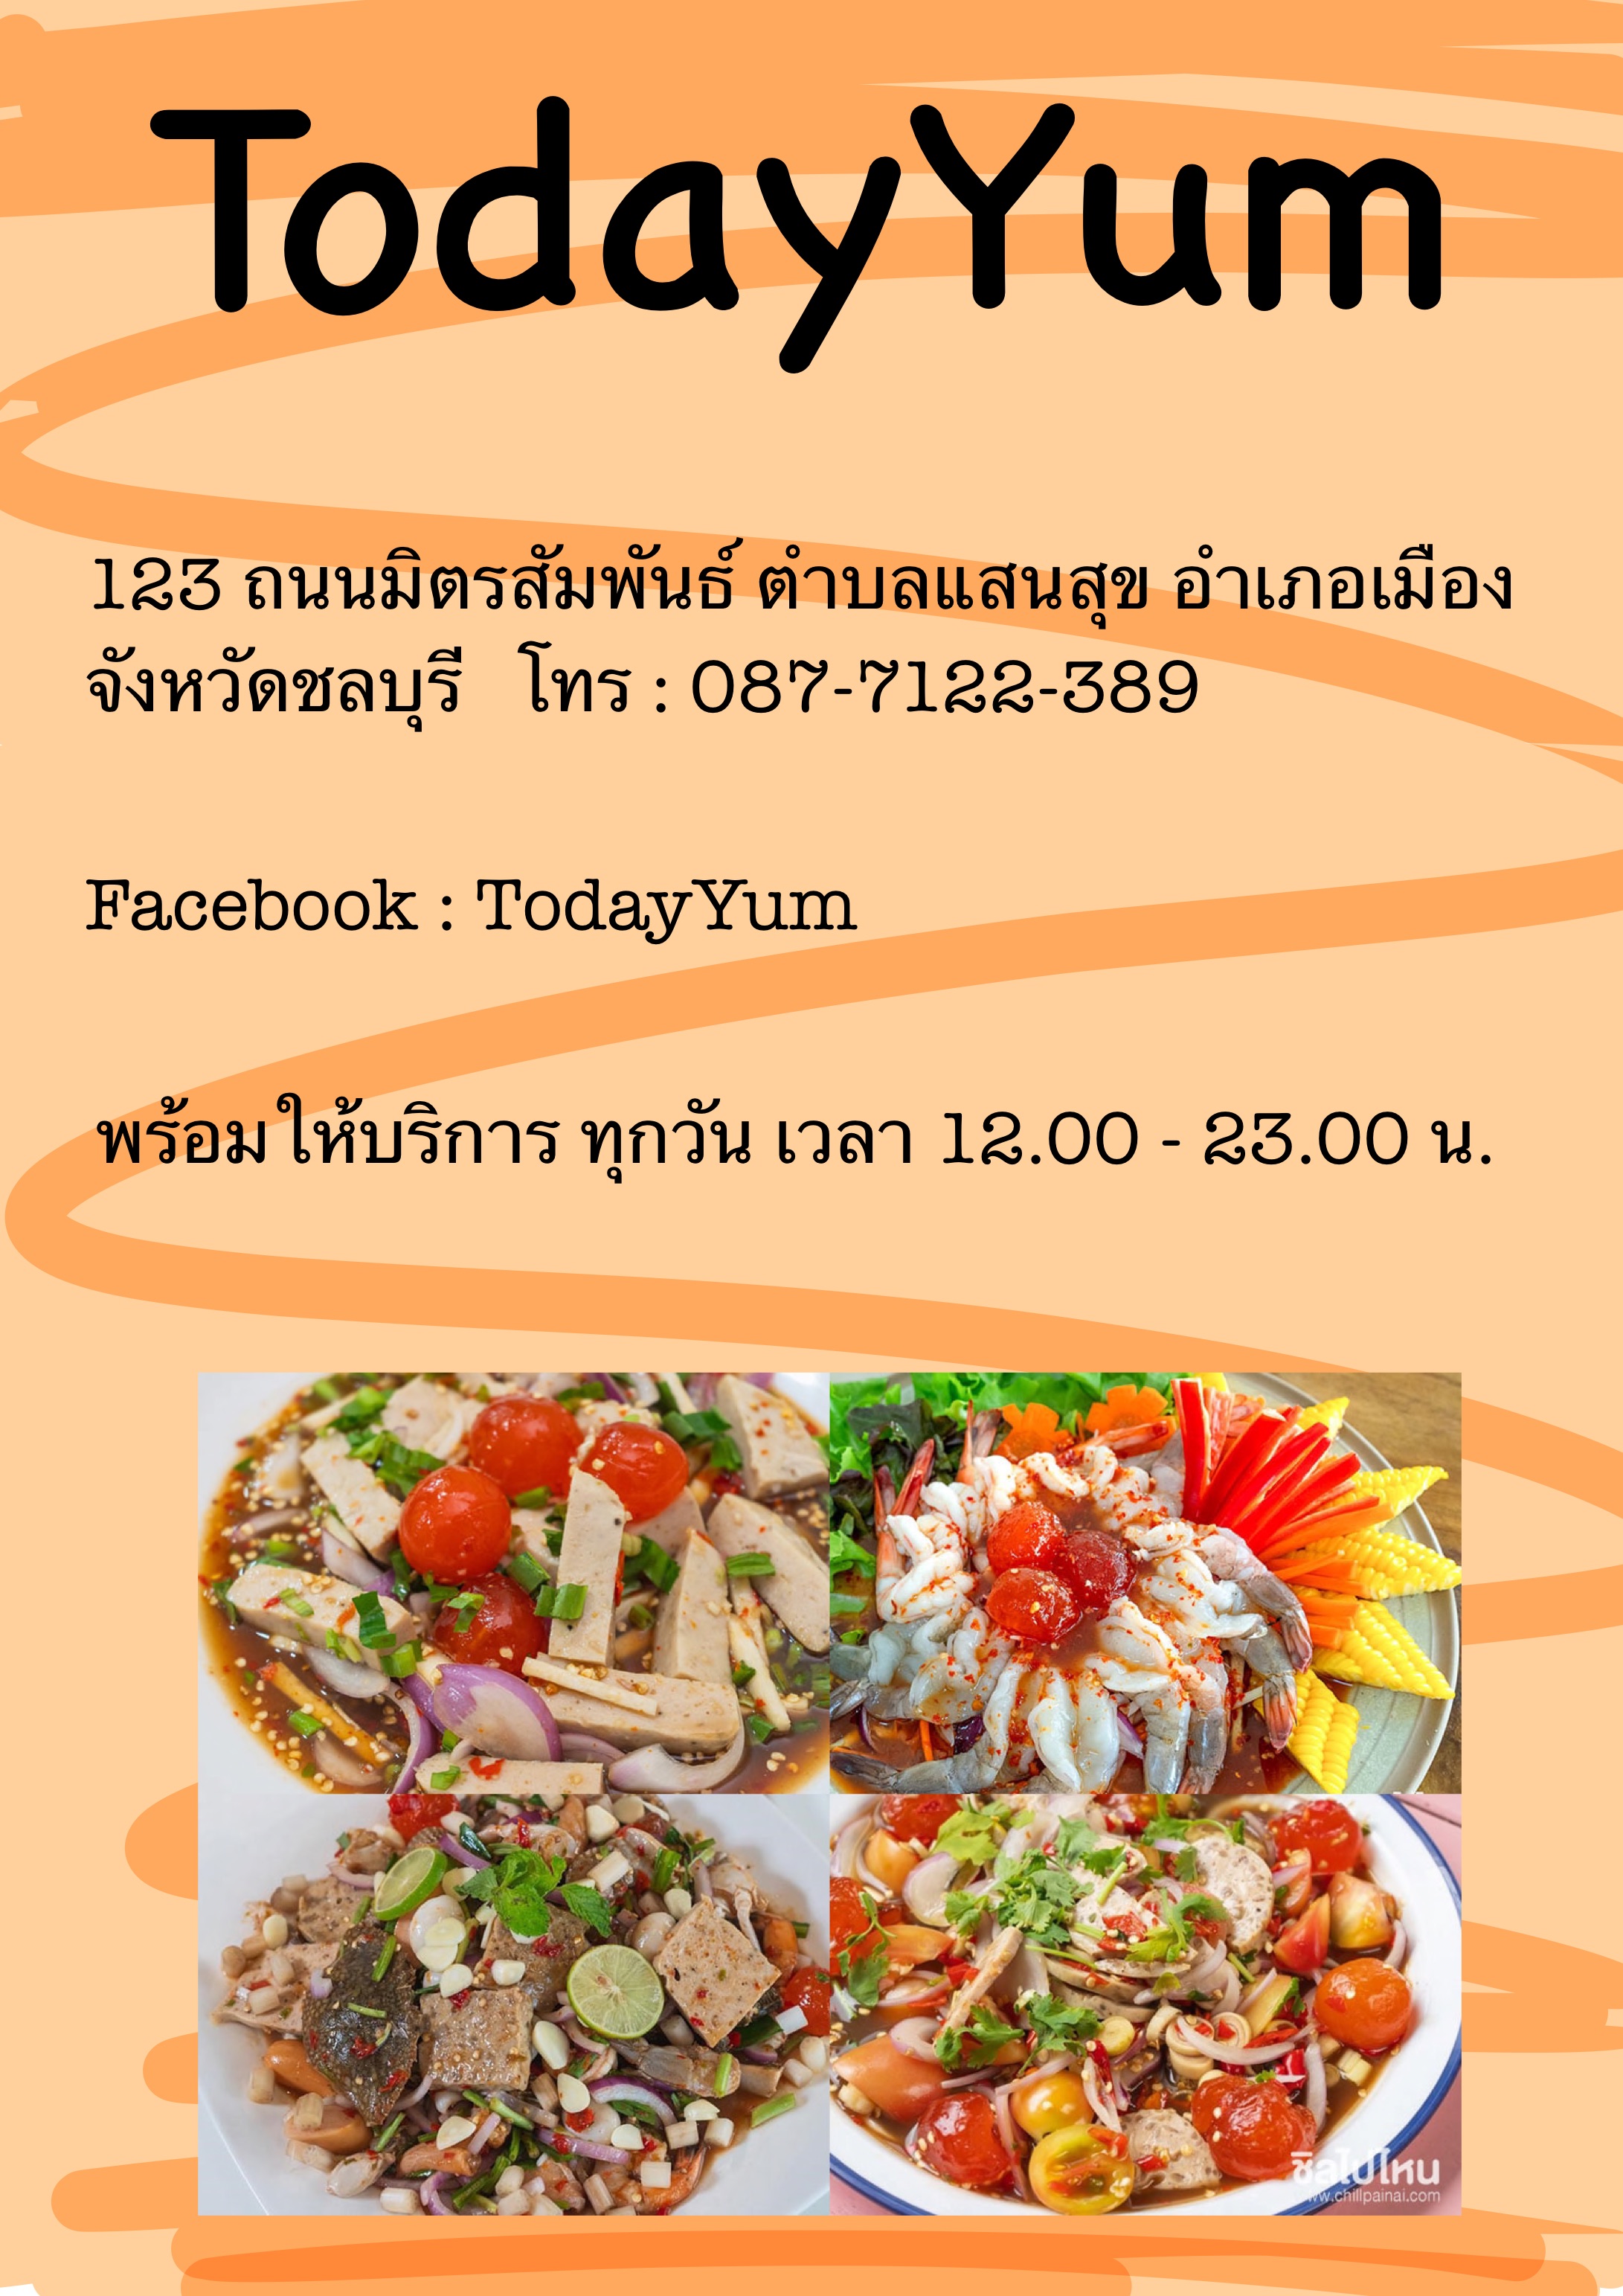 TodayYum
123 ถนนมิตรสัมพันธ์ ตำบลแสนสุข อำเภอเมือง
จังหวัดชลบุรี โทร : 087-7122-389
Facebook : TodayYum
พร้อมให้บริการ ทุกวัน เวลา 12.00 - 23.00 น.
ชิลไปไหน
www.chillpainai.com